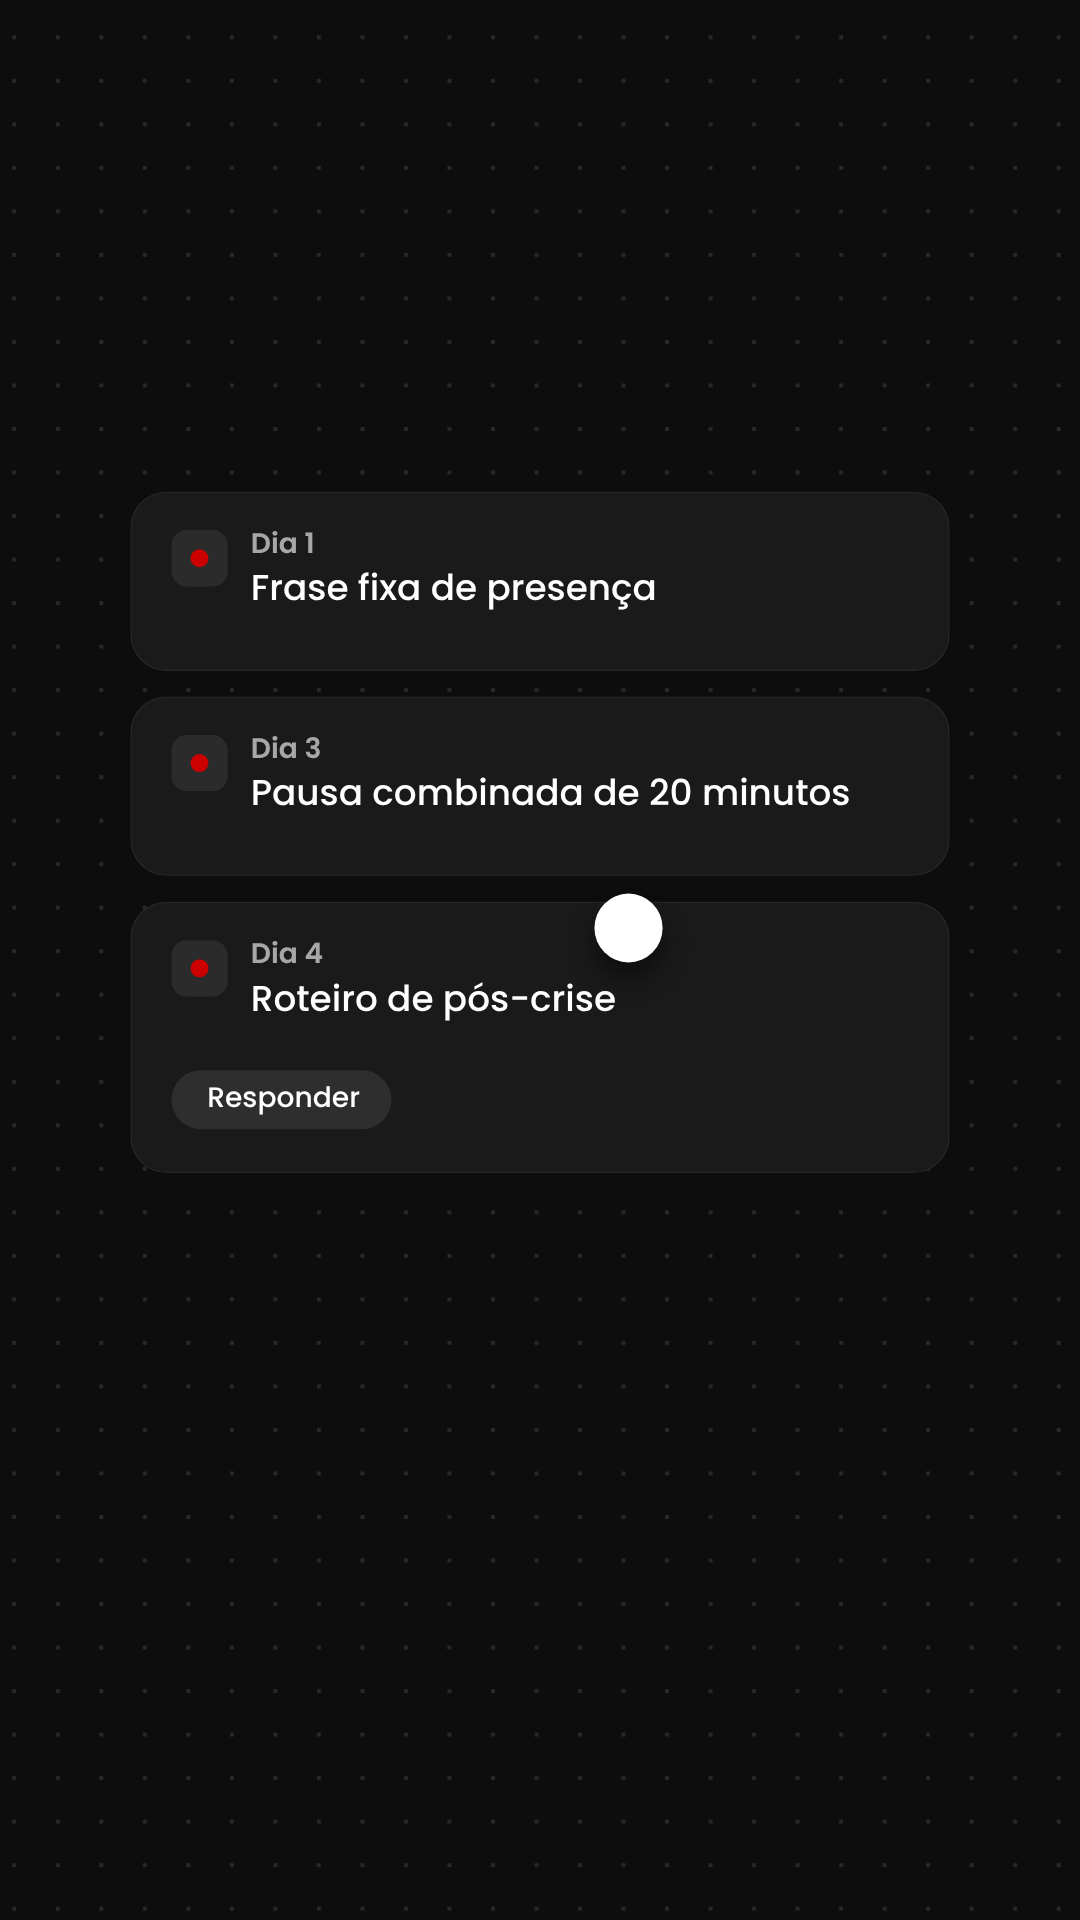 Dia 1
Frase fixa de presença
Dia 3
Pausa combinada de 20 minutos
Dia 4
Roteiro de pós-crise
Responder